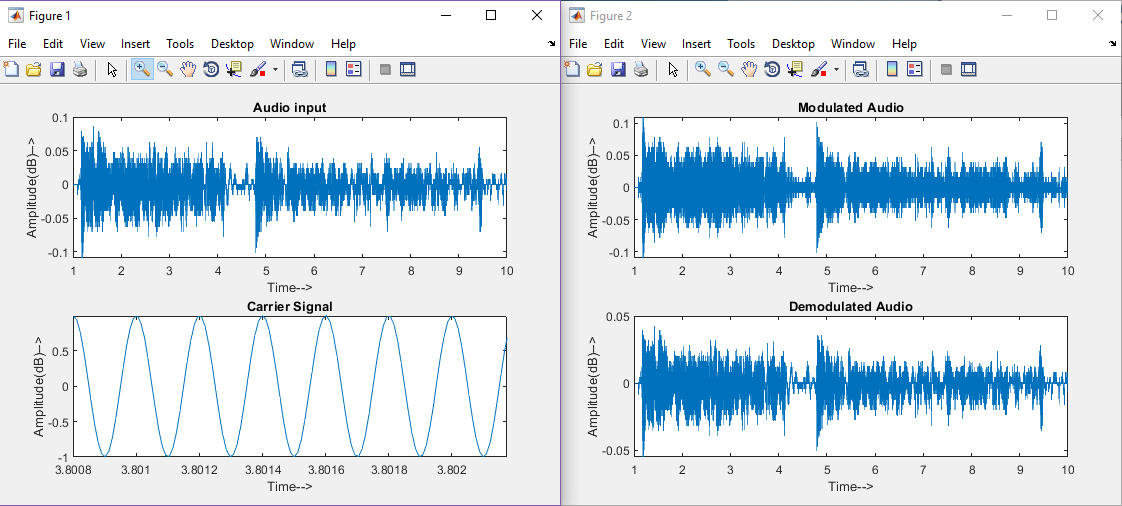 Figure 1
File Edit View Insert Tools Desktop Window Help
Audio input
Amplitude(dB)-->
0.1
0.05
0
-0.05
-0.1
1 2 3 4 5 6 7 8 9 10
Time-->
Carrier Signal
Amplitude(dB)-->
0.5
0
-0.5
-1
3.8008 3.801 3.8012 3.8014 3.8016 3.8018 3.802
Time-->
Figure 2
File Edit View Insert Tools Desktop Window Help
Modulated Audio
Amplitude(dB)-->
0.1
0.05
0
-0.05
-0.1
1 2 3 4 5 6 7 8 9 10
Time-->
Demodulated Audio
Amplitude(dB)-->
0.05
0
-0.05
1 2 3 4 5 6 7 8 9 10
Time-->